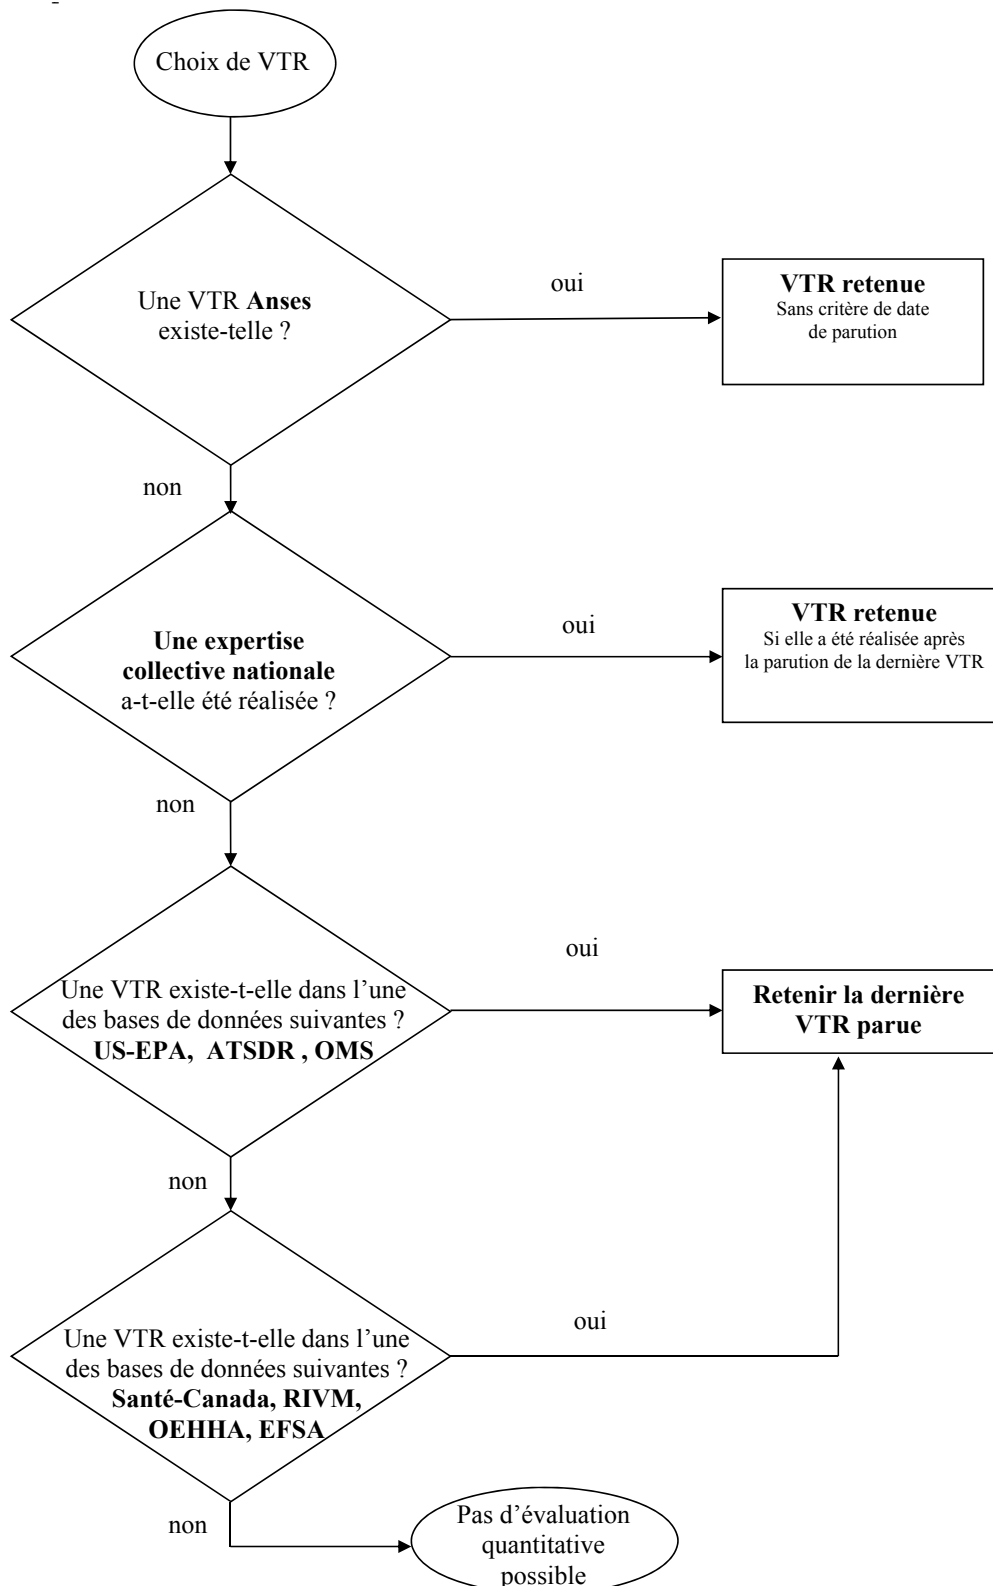 Choix de VTR
Une VTR Anses
existe-telle ?
oui
VTR retenue
Sans critère de date
de parution
non
Une expertise
collective nationale
a-t-elle été réalisée ?
oui
VTR retenue
Si elle a été réalisée après
la parution de la dernière VTR
non
Une VTR existe-t-elle dans l’une
des bases de données suivantes ?
US-EPA, ATSDR , OMS
oui
Retenir la dernière
VTR parue
non
Une VTR existe-t-elle dans l’une
des bases de données suivantes ?
Santé-Canada, RIVM,
OEHHA, EFSA
oui
non
Pas d’évaluation
quantitative
possible